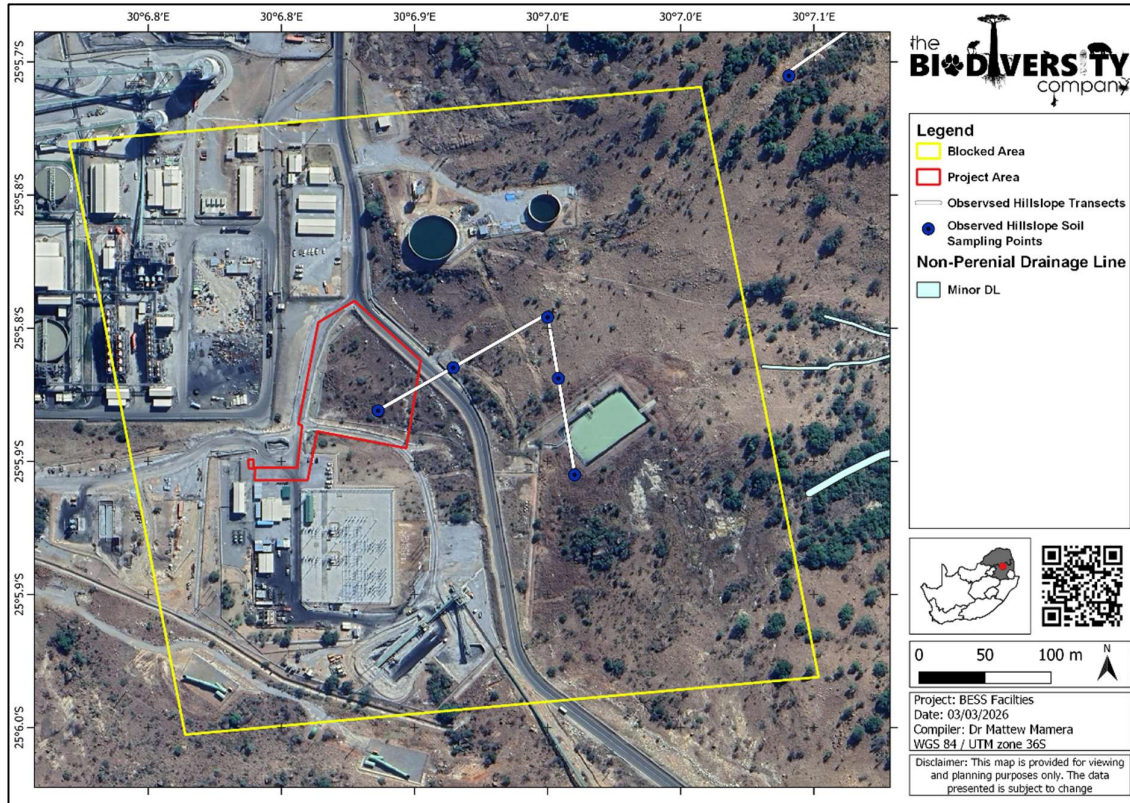 30°6.8'E 30°6.8'E 30°6.9'E 30°7.0'E 30°7.0'E 30°7.1'E
25°5.7'S
25°5.8'S
25°5.8'S
25°5.9'S
25°5.9'S
25°6.0'S
the
BIODIVERSITY
company
Legend
Blocked Area
Project Area
Obsevsed Hillslope Transects
Observed Hillslope Soil
Sampling Points
Non-Perenial Drainage Line
Minor DL
0 50 100 m
N
Project: BESS Facilties
Date: 03/03/2026
Compiler: Dr Mattew Mamera
WGS 84 / UTM zone 36S
Disclaimer: This map is provided for viewing
and planning purposes only. The data
presented is subject to change